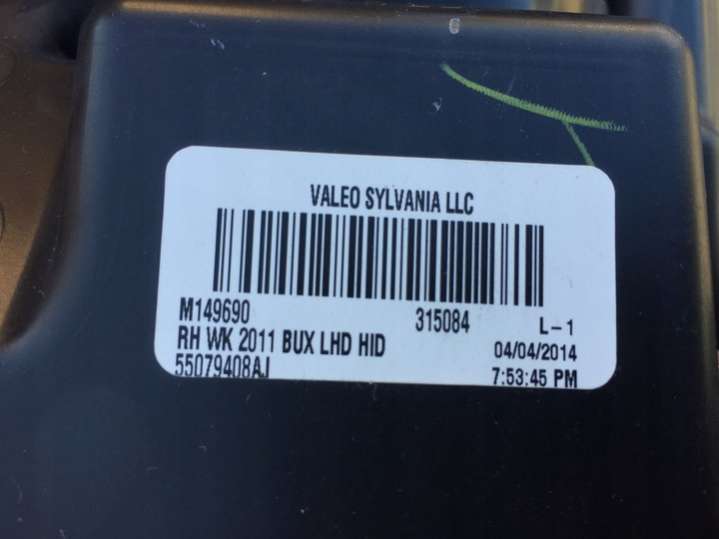 VALEO SYLVANIA LLC
M149690 315084 L-1
RH WK 2011 BUX LHD HID 04/04/2014
55079408AJ 7:53:45 PM